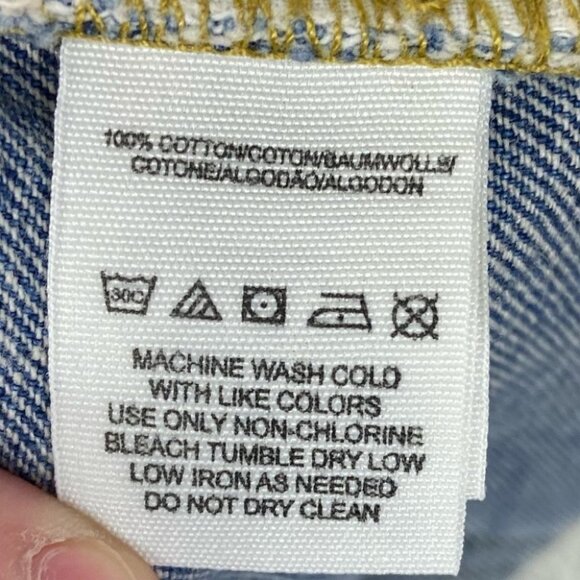 100% COTTON/COTON/BAUMWOLLE/
COTONE/ALGODÃO/ALGODON
30C
MACHINE WASH COLD
WITH LIKE COLORS
USE ONLY NON-CHLORINE
BLEACH TUMBLE DRY LOW
LOW IRON AS NEEDED
DO NOT DRY CLEAN